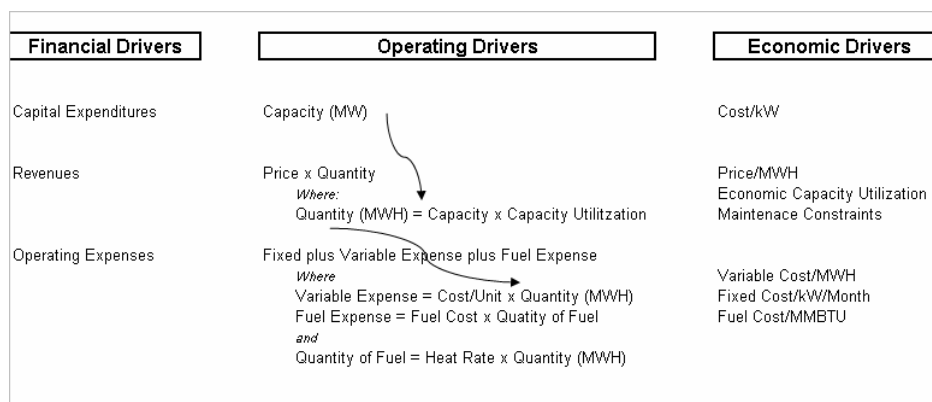 Financial Drivers Operating Drivers Economic Drivers
Capital Expenditures Capacity (MW) Cost/kW
Revenues Price x Quantity Price/MWH
Where: Economic Capacity Utilization
Quantity (MWH) = Capacity x Capacity Utilitzation Maintenace Constraints
Operating Expenses Fixed plus Variable Expense plus Fuel Expense
Where Variable Cost/MWH
Variable Expense = Cost/Unit x Quantity (MWH) Fixed Cost/kW/Month
Fuel Expense = Fuel Cost x Quatity of Fuel Fuel Cost/MMBTU
and
Quantity of Fuel = Heat Rate x Quantity (MWH)